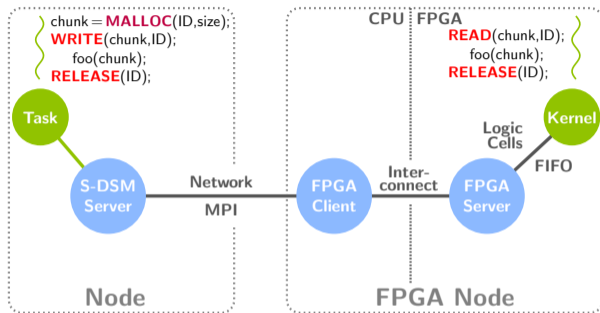 chunk = MALLOC(ID,size);
WRITE(chunk,ID);
foo(chunk);
RELEASE(ID);
Task
S-DSM
Server
Network
MPI
Node
CPU FPGA
READ(chunk,ID);
foo(chunk);
RELEASE(ID);
Kernel
Logic
Cells
FIFO
FPGA
Client
Inter-
connect
FPGA
Server
FPGA Node